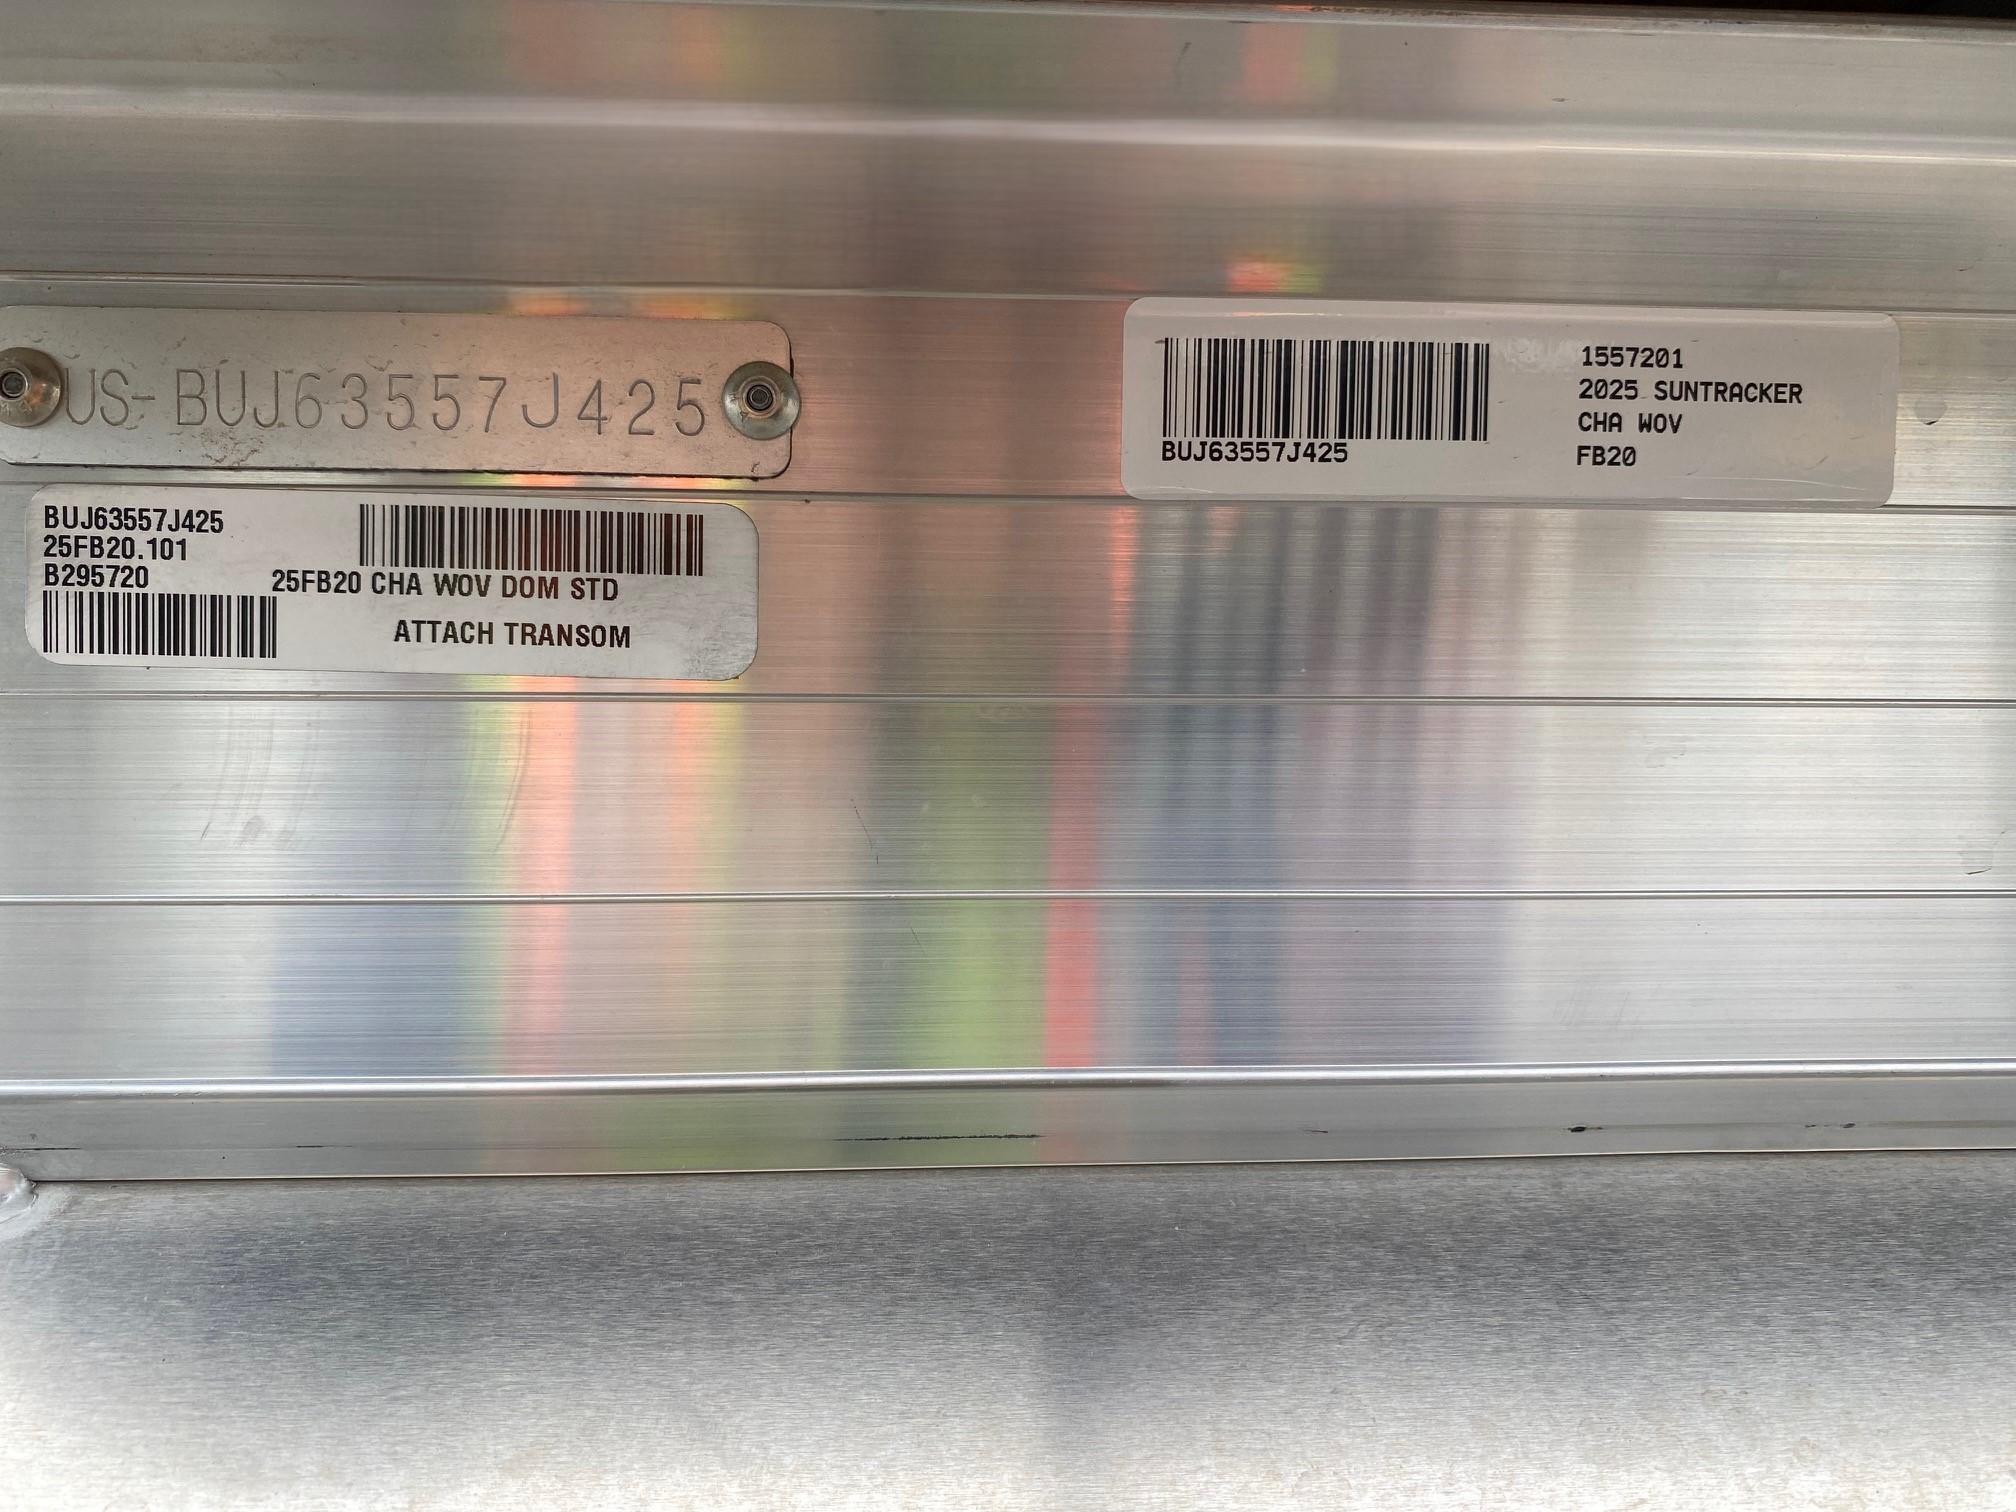 US-BUJ63557J425
BUJ63557J425
25FB20.101
B295720
25FB20 CHA WOV DOM STD
ATTACH TRANSOM
BUJ63557J425
1557201
2025 SUNTRACKER
CHA WOV
FB20